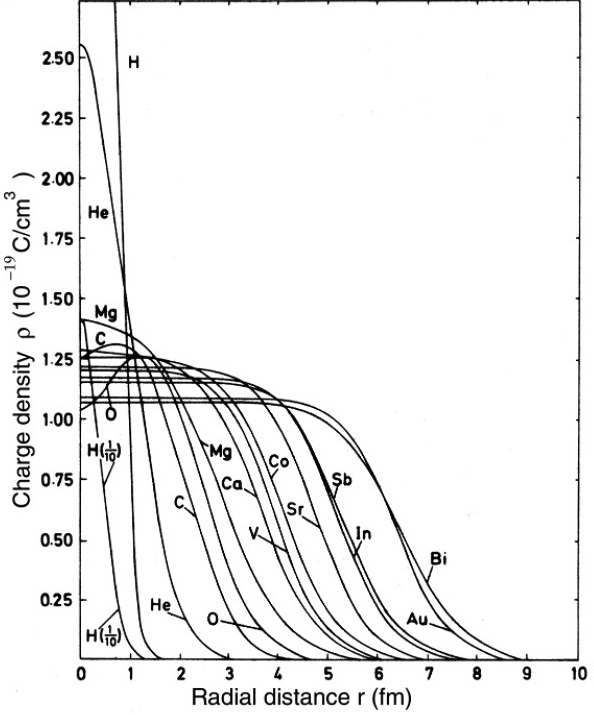 Charge density ρ (10⁻¹⁹C/cm³ )
2.50
2.25
2.00
1.75
1.50
1.25
1.00
0.75
0.50
0.25
H
He
Mg
C
O
H(1/10)
Mg
Co
Ca
Sb
C
Sr
V
In
Bi
He
O
Au
H(1/10)
0 1 2 3 4 5 6 7 8 9 10
Radial distance r (fm)